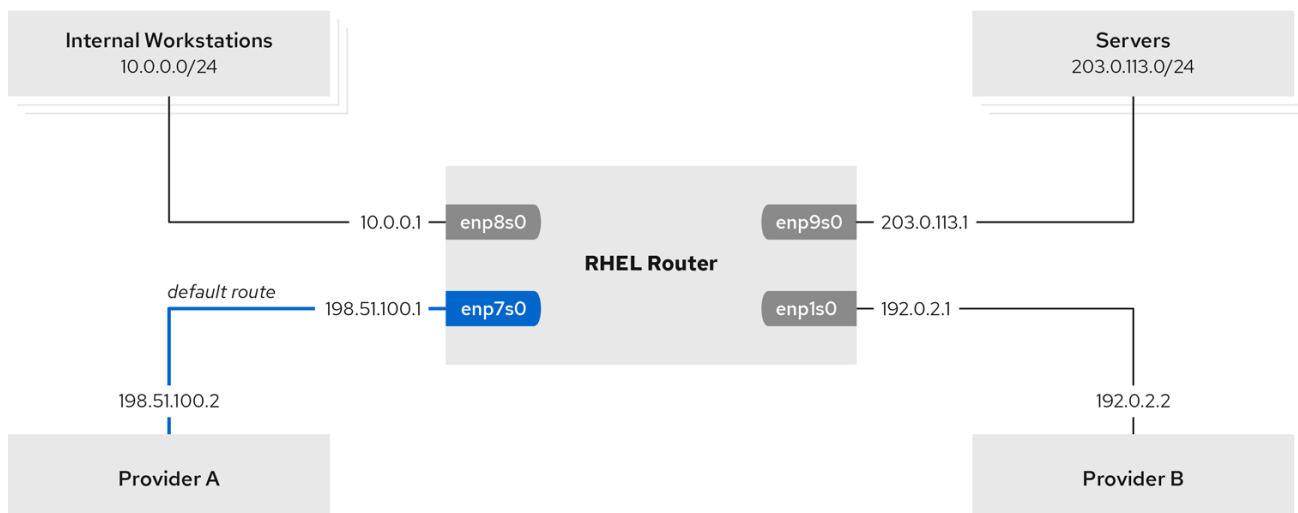 Internal Workstations
10.0.0.0/24
Servers
203.0.113.0/24
10.0.0.1
enp8s0
enp9s0
203.0.113.1
RHEL Router
default route
198.51.100.1
enp7s0
enp1s0
192.0.2.1
198.51.100.2
192.0.2.2
Provider A
Provider B